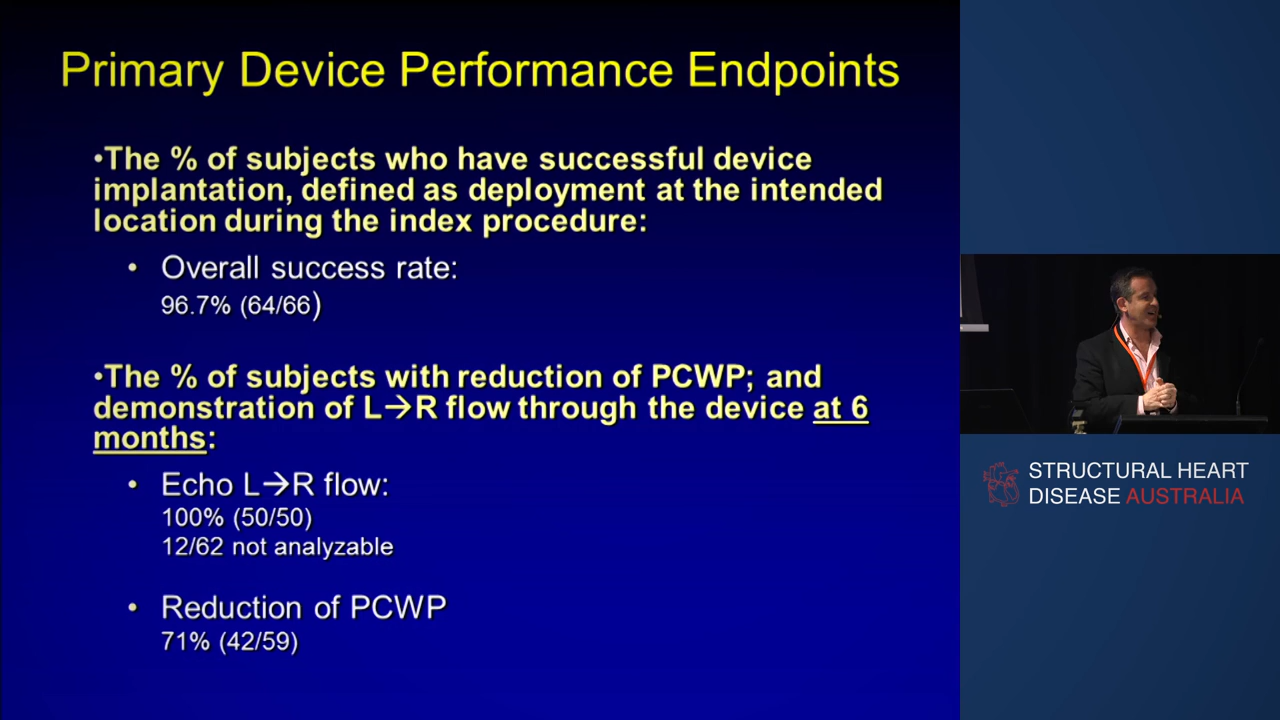 Primary Device Performance Endpoints
•The % of subjects who have successful device
implantation, defined as deployment at the intended
location during the index procedure:
• Overall success rate:
96.7% (64/66)
•The % of subjects with reduction of PCWP; and
demonstration of L→R flow through the device at 6
months:
• Echo L→R flow:
100% (50/50)
12/62 not analyzable
• Reduction of PCWP
71% (42/59)
STRUCTURAL HEART
DISEASE AUSTRALIA